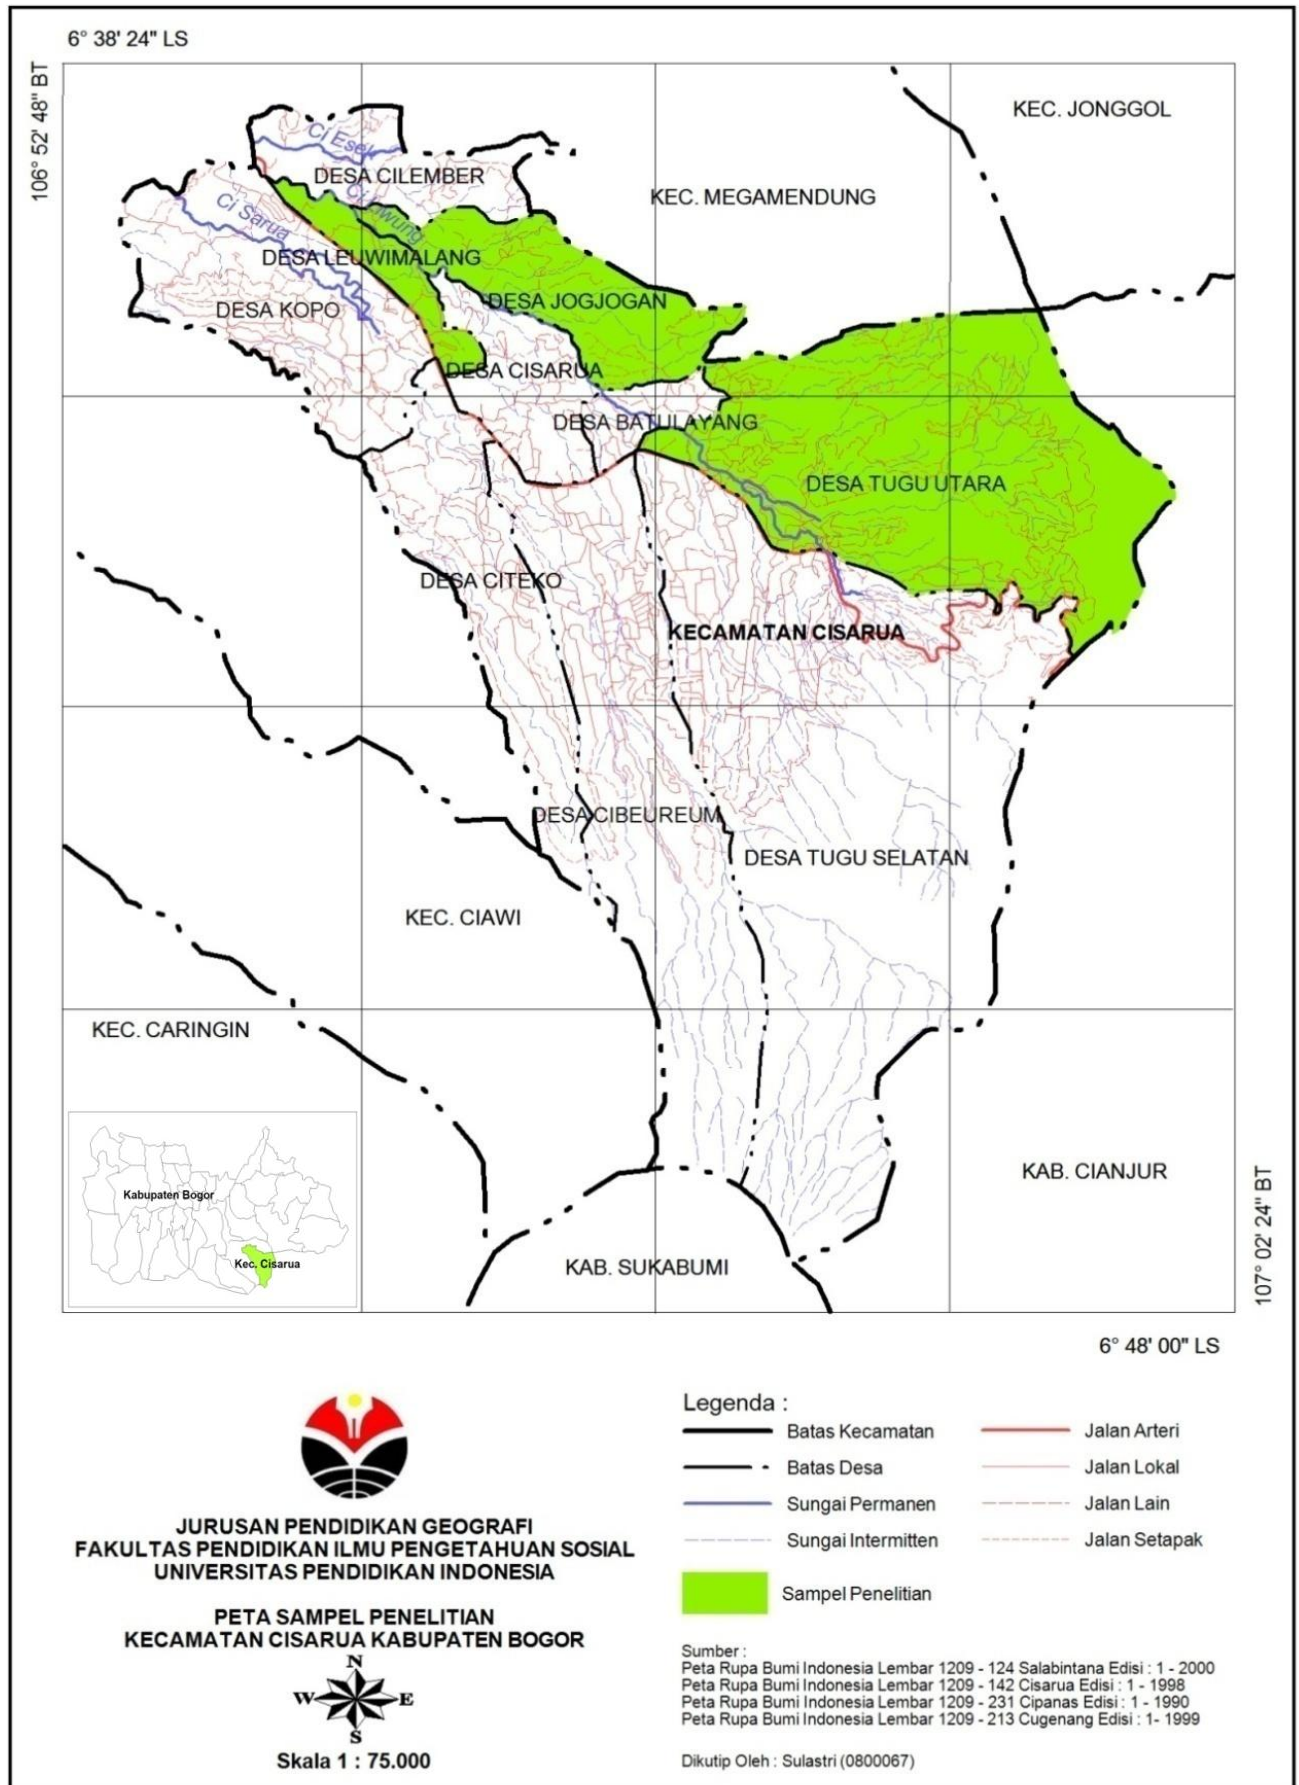 6° 38' 24" LS
106° 52' 48" BT
KEC. JONGGOL
Ci Esek
DESA CILEMBER
KEC. MEGAMENDUNG
Ci Liwung
Ci Sarua
DESA LEUWIMALANG
DESA JOGJOGAN
DESA KOPO
DESA CISARUA
DESA BATULAYANG
DESA TUGU UTARA
DESA CITEKO
KECAMATAN CISARUA
DESA CIBEUREUM
DESA TUGU SELATAN
KEC. CIAWI
KEC. CARINGIN
KAB. CIANJUR
Kabupaten Bogor
Kec. Cisarua
KAB. SUKABUMI
107° 02' 24" BT
6° 48' 00" LS
JURUSAN PENDIDIKAN GEOGRAFI
FAKULTAS PENDIDIKAN ILMU PENGETAHUAN SOSIAL
UNIVERSITAS PENDIDIKAN INDONESIA
PETA SAMPEL PENELITIAN
KECAMATAN CISARUA KABUPATEN BOGOR
N
W E
S
Skala 1 : 75.000
Legenda :
Batas Kecamatan
Batas Desa
Sungai Permanen
Sungai Intermitten
Jalan Arteri
Jalan Lokal
Jalan Lain
Jalan Setapak
Sampel Penelitian
Sumber :
Peta Rupa Bumi Indonesia Lembar 1209 - 124 Salabintana Edisi : 1 - 2000
Peta Rupa Bumi Indonesia Lembar 1209 - 142 Cisarua Edisi : 1 - 1998
Peta Rupa Bumi Indonesia Lembar 1209 - 231 Cipanas Edisi : 1 - 1990
Peta Rupa Bumi Indonesia Lembar 1209 - 213 Cugenang Edisi : 1- 1999
Dikutip Oleh : Sulastri (0800067)